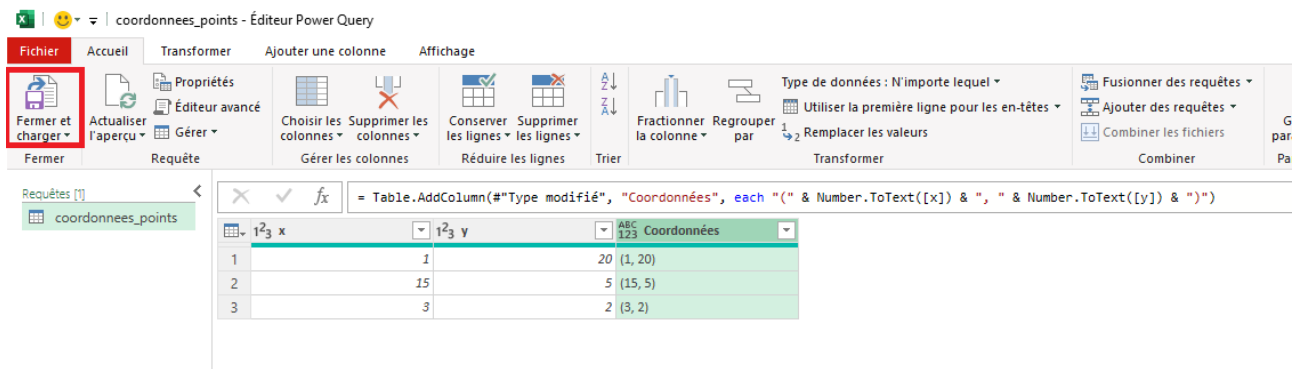 coordonnees_points - Éditeur Power Query
Fichier Accueil Transformer Ajouter une colonne Affichage
Fermer et charger
Actualiser l'aperçu
Propriétés
Éditeur avancé
Gérer
Choisir les colonnes
Supprimer les colonnes
Conserver les lignes
Supprimer les lignes
Fractionner la colonne
Regrouper par
Type de données : N'importe lequel
Utiliser la première ligne pour les en-têtes
Remplacer les valeurs
Fusionner des requêtes
Ajouter des requêtes
Combiner les fichiers
Fermer Requête Gérer les colonnes Réduire les lignes Trier Transformer Combiner
Requêtes [1]
coordonnees_points
fx = Table.AddColumn(#"Type modifié", "Coordonnées", each "(" & Number.ToText([x]) & ", " & Number.ToText([y]) & ")")
1²3 x 1²3 y ABC 123 Coordonnées
1 1 20 (1, 20)
2 15 5 (15, 5)
3 3 2 (3, 2)